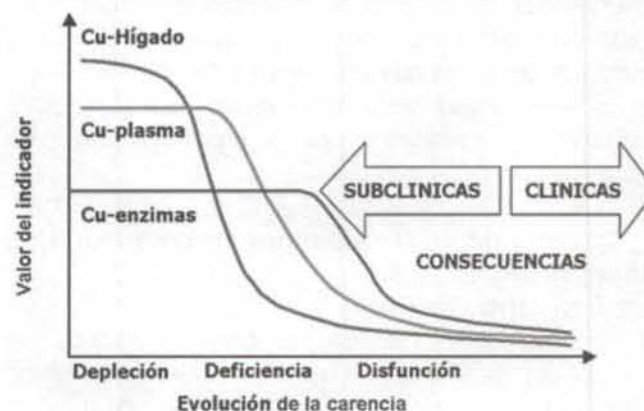 Cu-Hígado
Cu-plasma
Cu-enzimas
Valor del indicador
SUBCLINICAS
CLINICAS
CONSECUENCIAS
Depleción
Deficiencia
Disfunción
Evolución de la carencia